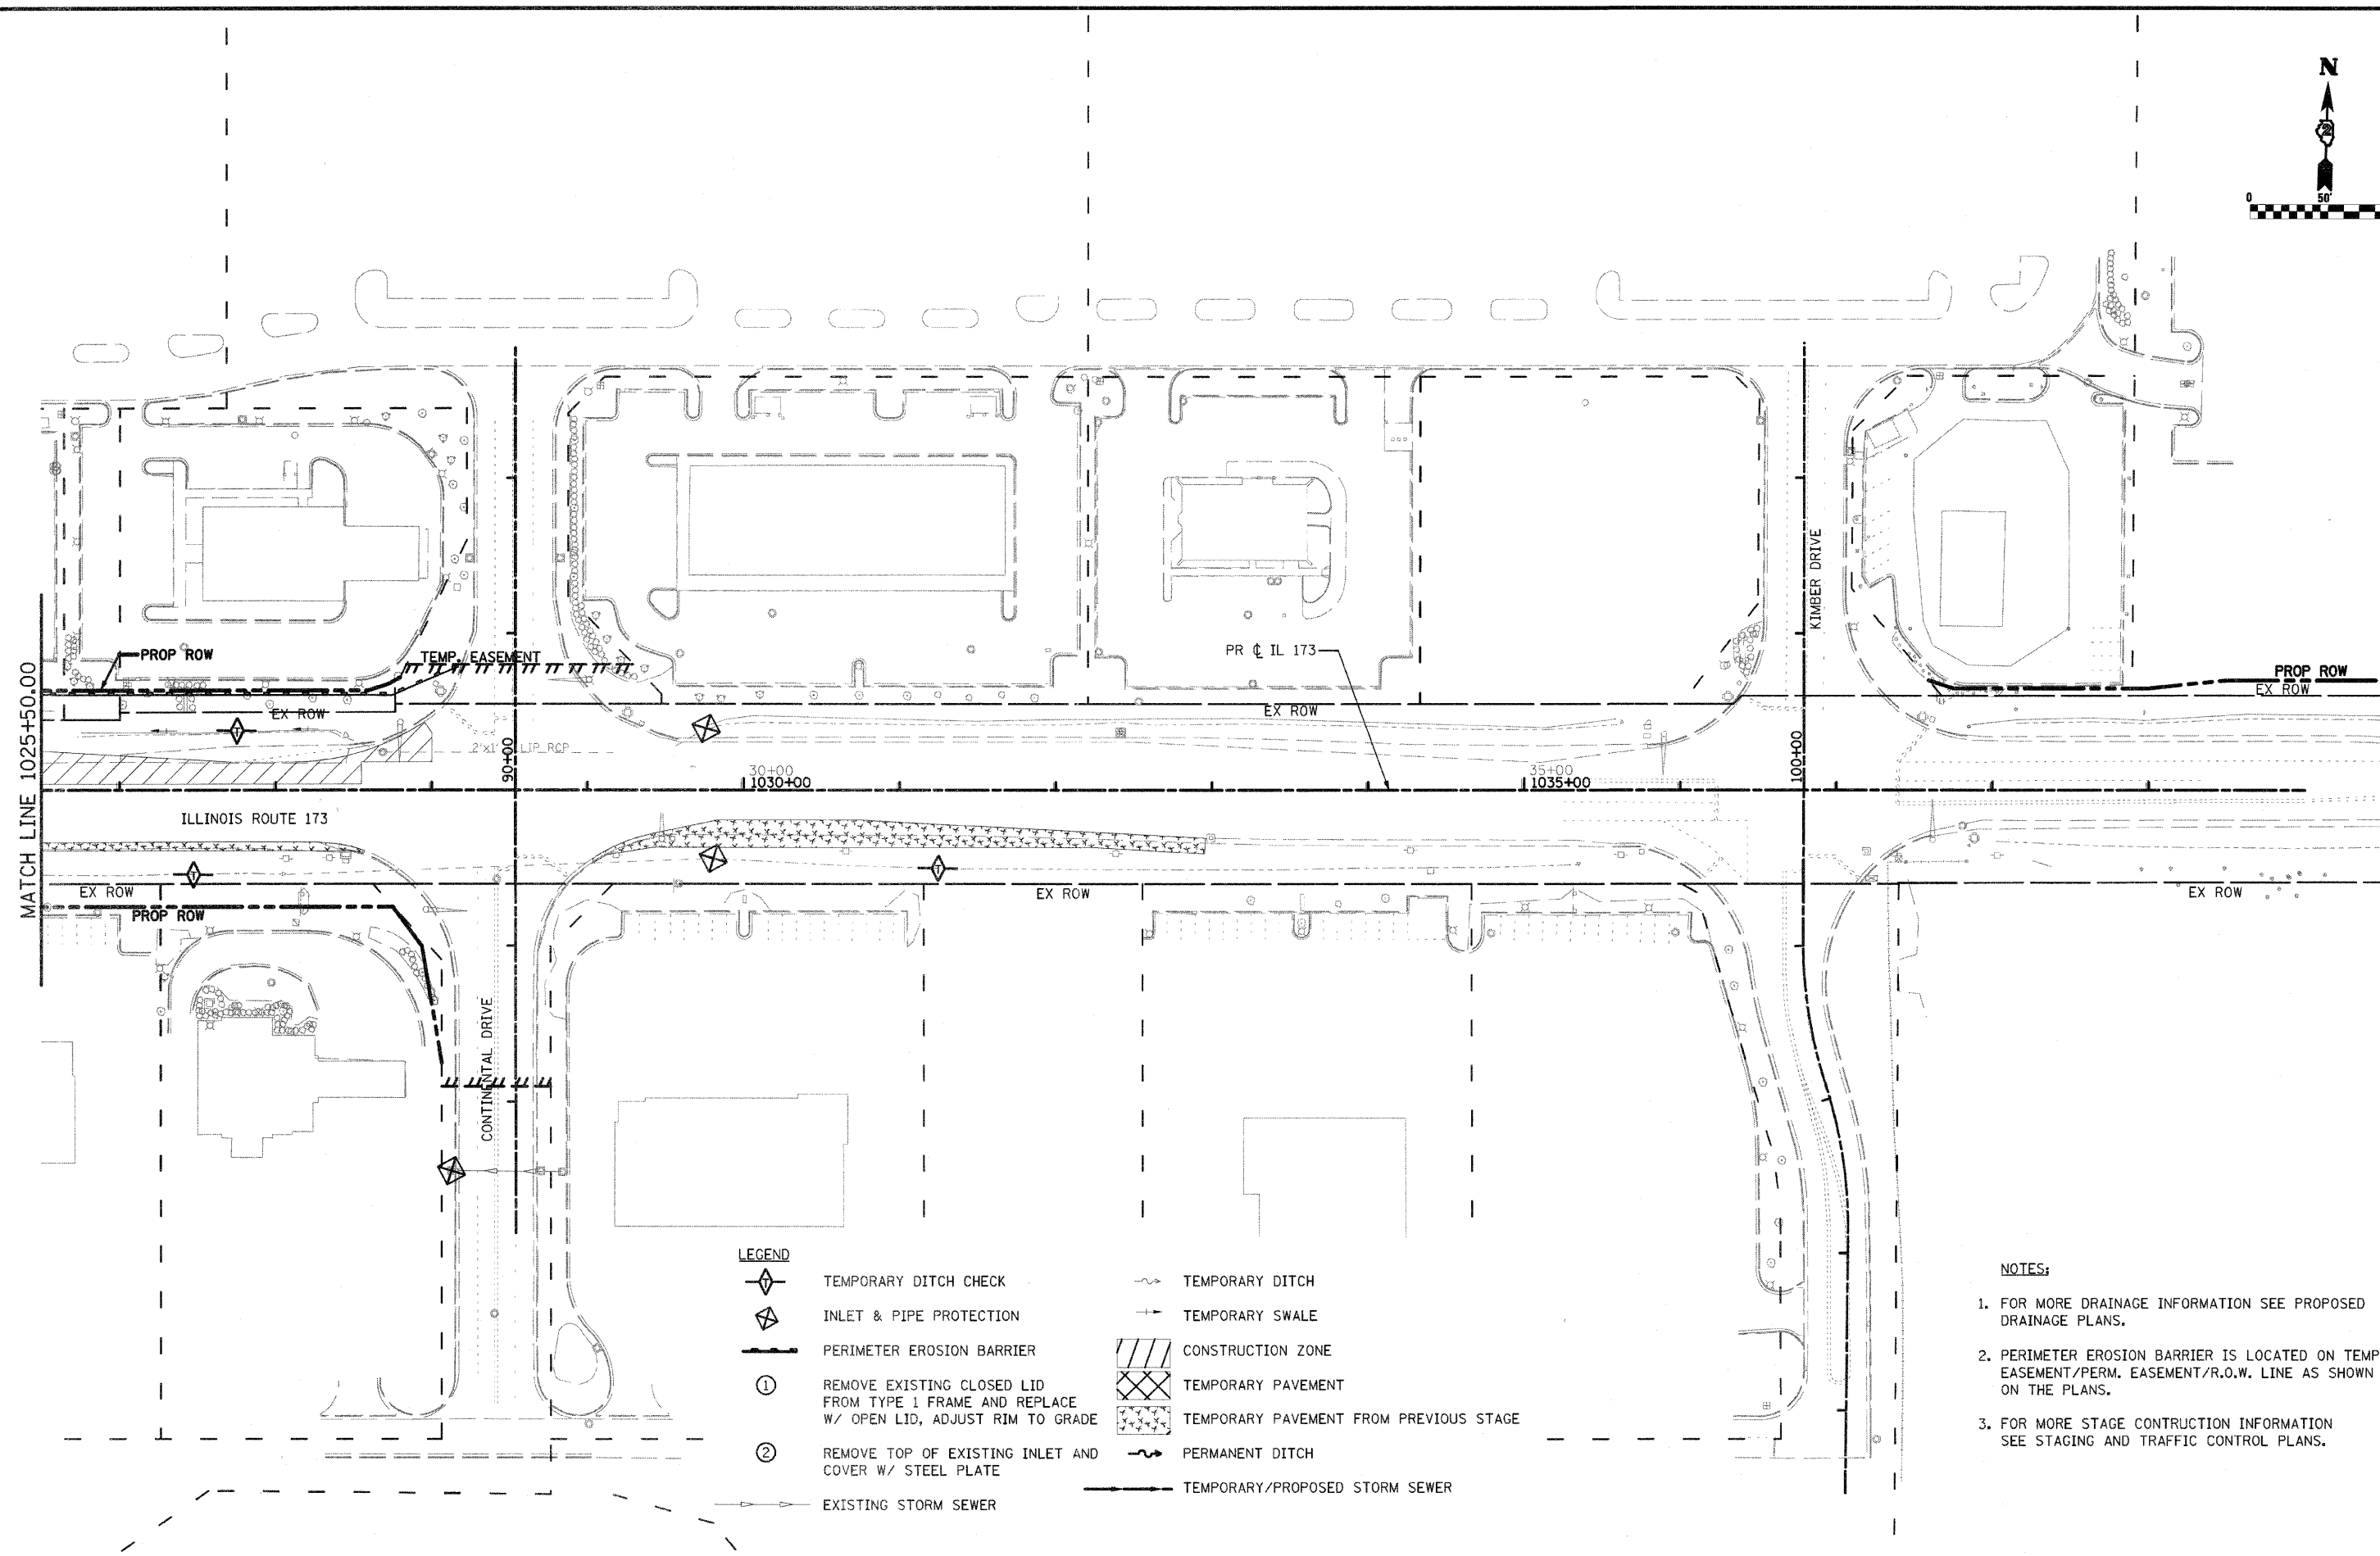 N
2
0
50'
KIMBER DRIVE
PROP ROW
TEMP. EASEMENT
PR ℄ IL 173
PROP ROW
EX ROW
EX ROW
EX ROW
MATCH LINE 1025+50.00
90+00
100+00
30+00
1030+00
35+00
1035+00
ILLINOIS ROUTE 173
T
T
T
EX ROW
PROP ROW
EX ROW
EX ROW
CONTINENTAL DRIVE
LEGEND
T
TEMPORARY DITCH CHECK
INLET & PIPE PROTECTION
PERIMETER EROSION BARRIER
1
REMOVE EXISTING CLOSED LID
FROM TYPE 1 FRAME AND REPLACE
W/ OPEN LID, ADJUST RIM TO GRADE
2
REMOVE TOP OF EXISTING INLET AND
COVER W/ STEEL PLATE
EXISTING STORM SEWER
TEMPORARY DITCH
TEMPORARY SWALE
CONSTRUCTION ZONE
TEMPORARY PAVEMENT
TEMPORARY PAVEMENT FROM PREVIOUS STAGE
PERMANENT DITCH
TEMPORARY/PROPOSED STORM SEWER
NOTES:
1. FOR MORE DRAINAGE INFORMATION SEE PROPOSED
DRAINAGE PLANS.
2. PERIMETER EROSION BARRIER IS LOCATED ON TEMP
EASEMENT/PERM. EASEMENT/R.O.W. LINE AS SHOWN
ON THE PLANS.
3. FOR MORE STAGE CONTRUCTION INFORMATION
SEE STAGING AND TRAFFIC CONTROL PLANS.